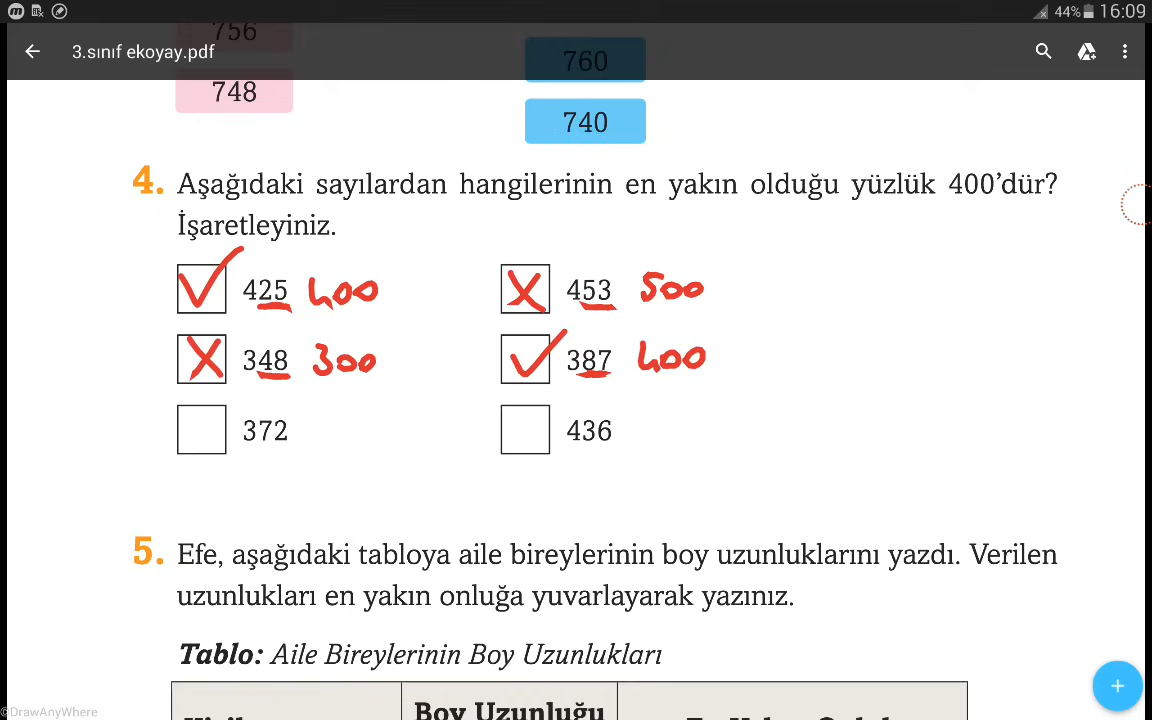 44% 16:09
756
3.sınıf ekoyay.pdf
760
748
740
4. Aşağıdaki sayılardan hangilerinin en yakın olduğu yüzlük 400’dür?
İşaretleyiniz.
425 400 453 500
348 300 387 400
372 436
5. Efe, aşağıdaki tabloya aile bireylerinin boy uzunluklarını yazdı. Verilen
uzunlukları en yakın onluğa yuvarlayarak yazınız.
Tablo: Aile Bireylerinin Boy Uzunlukları
Boy Uzunluğu
©DrawAnyWhere